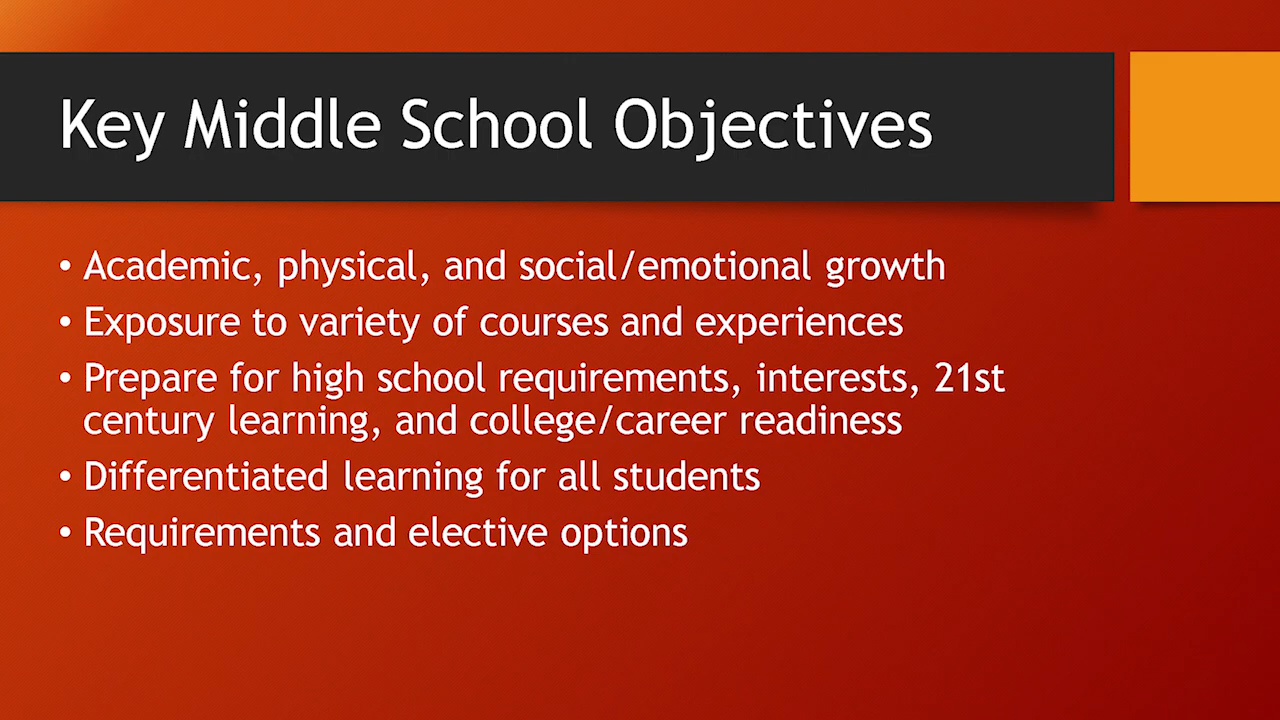 Key Middle School Objectives
• Academic, physical, and social/emotional growth
• Exposure to variety of courses and experiences
• Prepare for high school requirements, interests, 21st
century learning, and college/career readiness
• Differentiated learning for all students
• Requirements and elective options